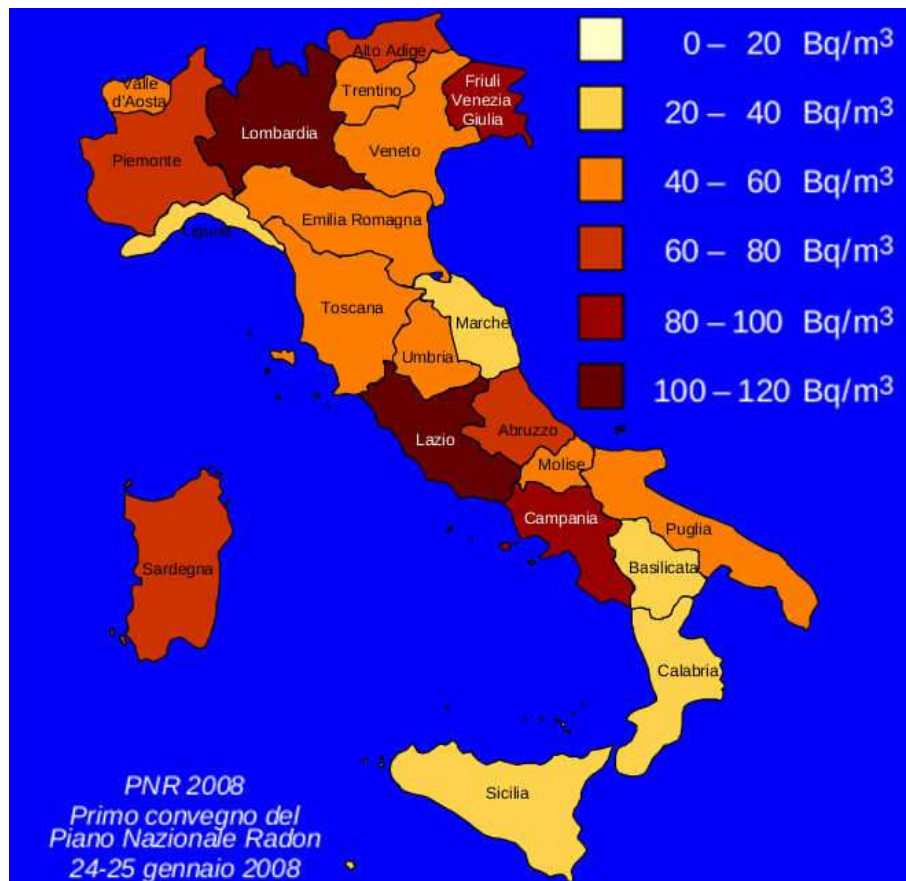 Alto Adige
Valle
d'Aosta
Trentino
Friuli
Venezia
Giulia
Lombardia
Veneto
Piemonte
Emilia Romagna
Liguria
Toscana
Marche
Umbria
Lazio
Abruzzo
Molise
Campania
Puglia
Basilicata
Sardegna
Calabria
Sicilia
0 – 20 Bq/m³
20 – 40 Bq/m³
40 – 60 Bq/m³
60 – 80 Bq/m³
80 – 100 Bq/m³
100 – 120 Bq/m³
PNR 2008
Primo convegno del
Piano Nazionale Radon
24-25 gennaio 2008